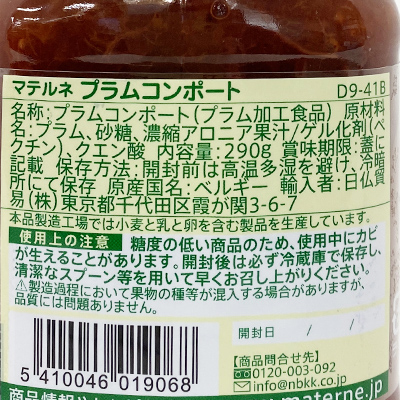 マテルネ プラムコンポート D9-41B
名称:プラムコンポート(プラム加工食品) 原材料
名:プラム、砂糖、濃縮アロニア果汁/ゲル化剤(ペ
クチン)、クエン酸 内容量:290g 賞味期限:蓋に
記載 保存方法:開封前は高温多湿を避け、冷暗
所にて保存 原産国名:ベルギー 輸入者:日仏貿
易(株)東京都千代田区霞が関3-6-7
本品製造工場では小麦と乳と卵を含む製品を生産しています。
使用上の注意 糖度の低い商品のため、使用中にカビ
が生えることがあります。開封後は必ず冷蔵庫で保存し、
清潔なスプーン等を用いて早くお召し上がりください。
⚠製造過程において果物の種等が混入する場合がありますが、
品質には問題ありません。
開封日 / /
5 410046 019068
商品問合せ先
0120-003-092
info@nbkk.co.jp